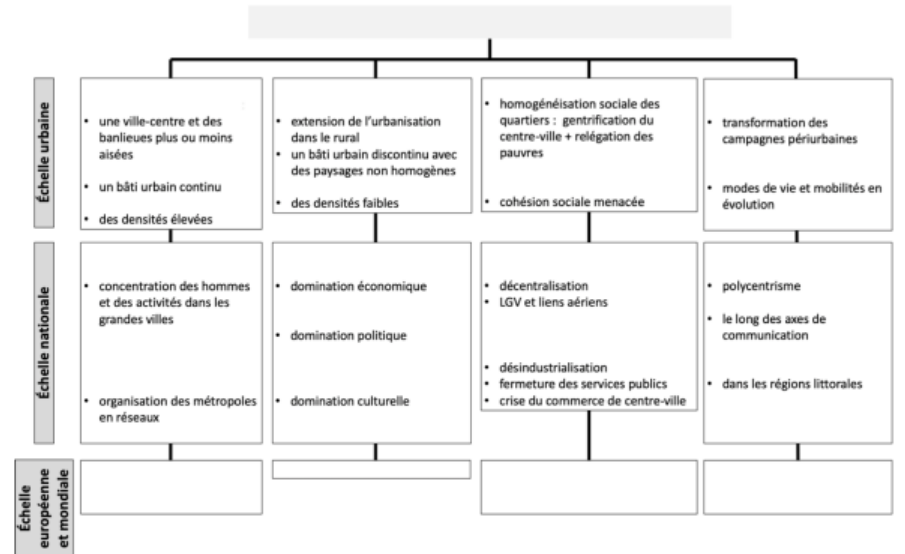 Échelle urbaine
• une ville-centre et des
banlieues plus ou moins
aisées
• un bâti urbain continu
• des densités élevées
• extension de l'urbanisation
dans le rural
• un bâti urbain discontinu avec
des paysages non homogènes
• des densités faibles
• homogénéisation sociale des
quartiers : gentrification du
centre-ville + relégation des
pauvres
• cohésion sociale menacée
• transformation des
campagnes périurbaines
• modes de vie et mobilités en
évolution
Échelle nationale
• concentration des hommes
et des activités dans les
grandes villes
• organisation des métropoles
en réseaux
• domination économique
• domination politique
• domination culturelle
• décentralisation
• LGV et liens aériens
• désindustrialisation
• fermeture des services publics
• crise du commerce de centre-ville
• polycentrisme
• le long des axes de
communication
• dans les régions littorales
Échelle
européenne
et mondiale